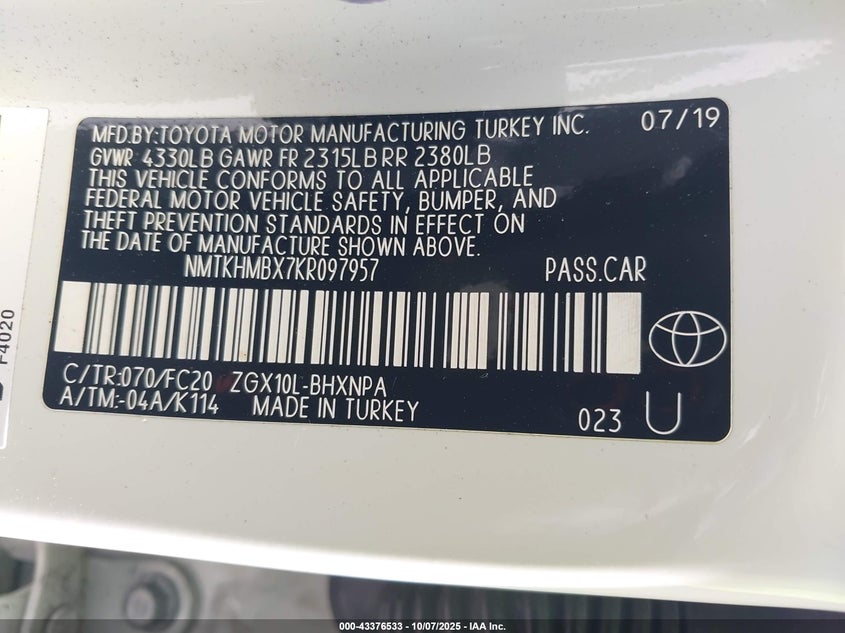 MFD.BY:TOYOTA MOTOR MANUFACTURING TURKEY INC. 07/19
GVWR 4330LB GAWR FR 2315LB RR 2380LB
THIS VEHICLE CONFORMS TO ALL APPLICABLE
FEDERAL MOTOR VEHICLE SAFETY, BUMPER, AND
THEFT PREVENTION STANDARDS IN EFFECT ON
THE DATE OF MANUFACTURE SHOWN ABOVE.
NMTKHMBX7KR097957 PASS.CAR
C/TR:070/FC20 ZGX10L-BHXNPA
A/TM:-04A/K114 MADE IN TURKEY
023 U
F4020
000-43376533 - 10/07/2025 - IAA Inc.